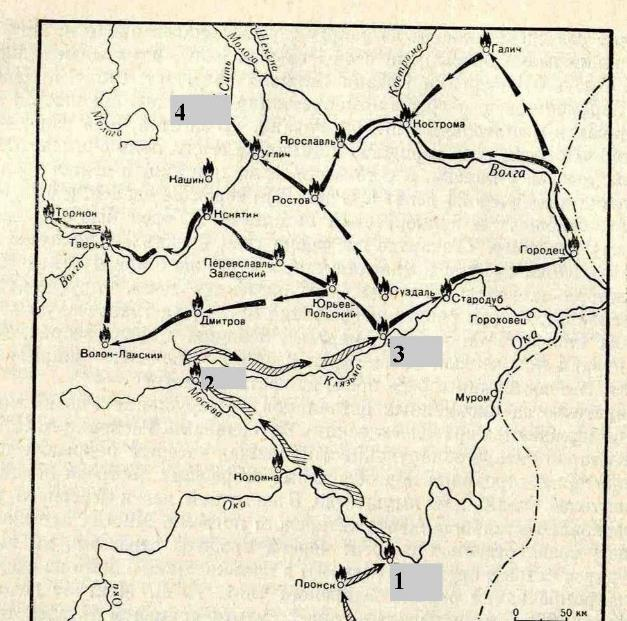 Шексна
Молога
Сить
Кострома
Галич
4
Молога
Кострома
Ярославль
Углич
Кашин
Ростов
Волга
Торжок
Кснятин
Тверь
Городец
Волга
Переяславль-
Залесский
Суздаль
Стародуб
Юрьев-
Польский
Дмитров
Гороховец
Ока
Волок-Ламский
3
Клязьма
2
Москва
Муром
Коломна
Ока
1
Пронск
Ока
0 50 км